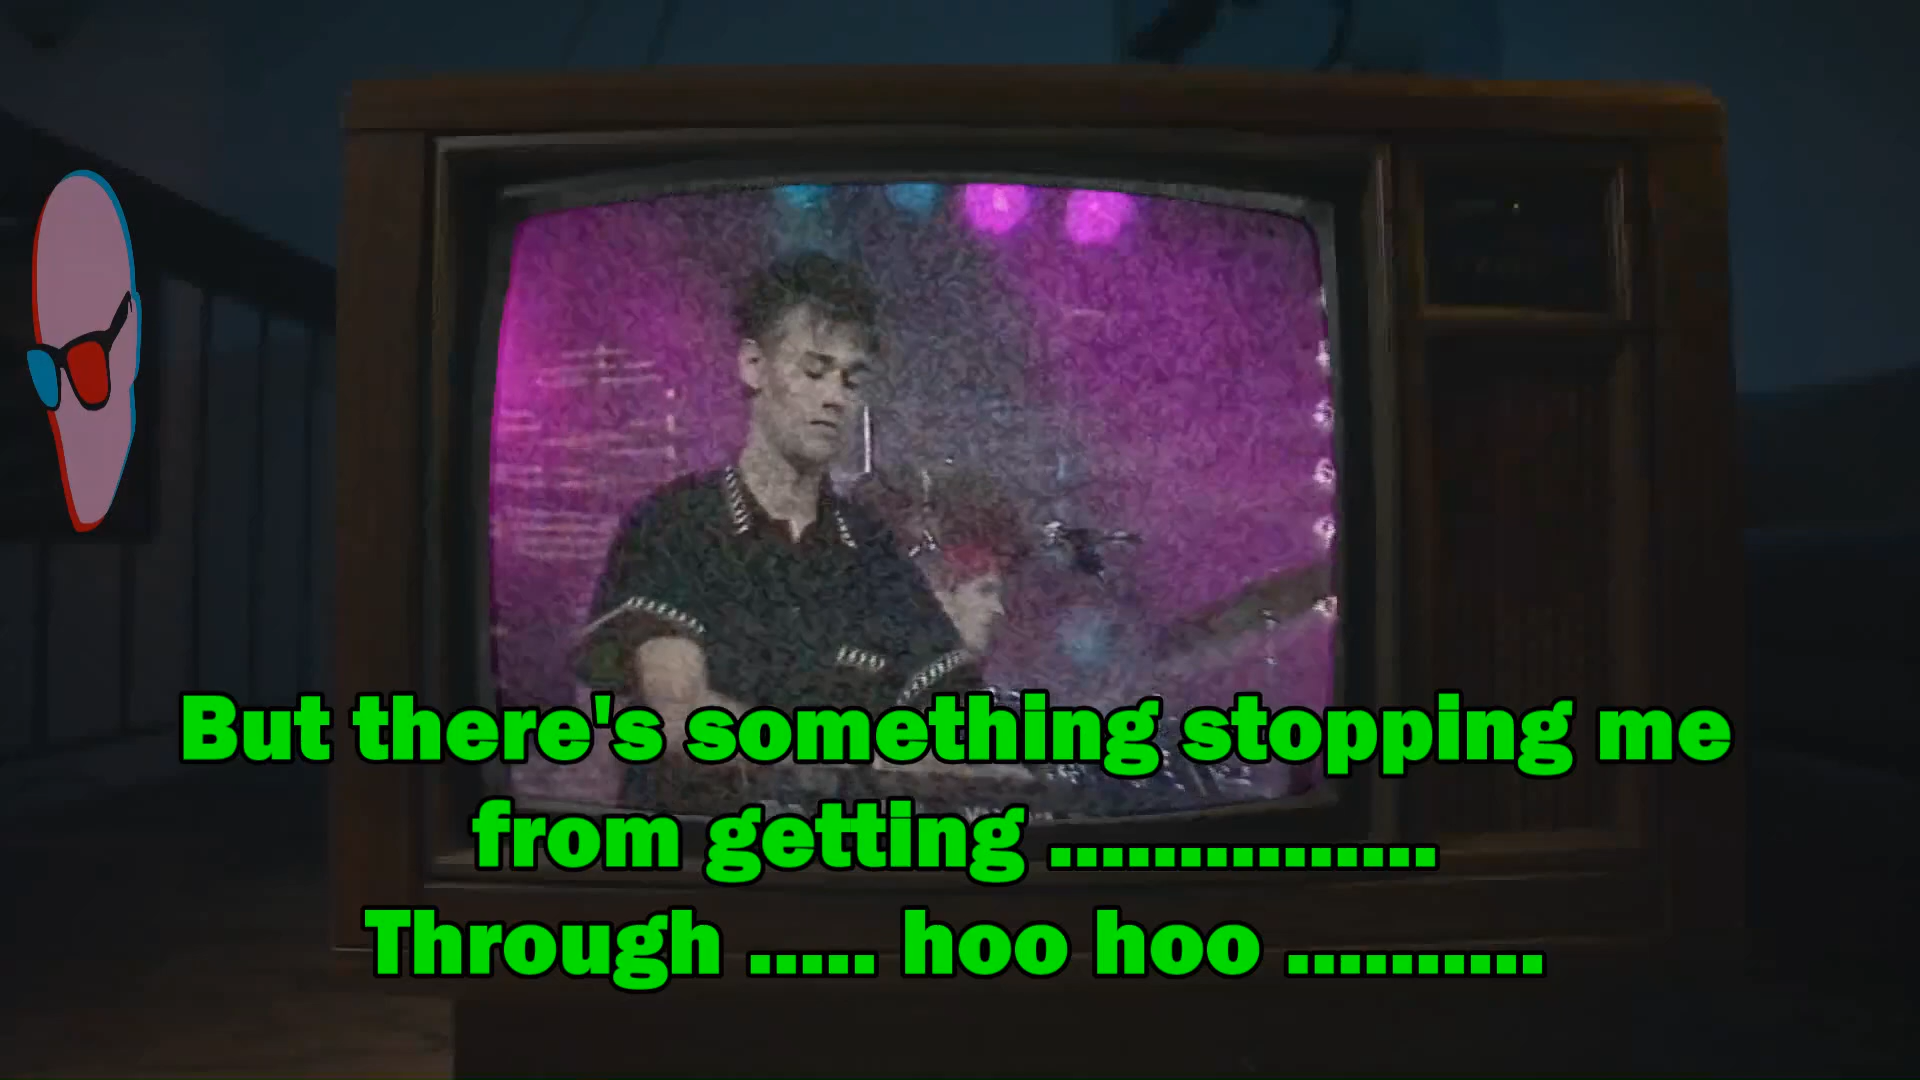 But there's something stopping me
from getting ...............
Through ..... hoo hoo ..........